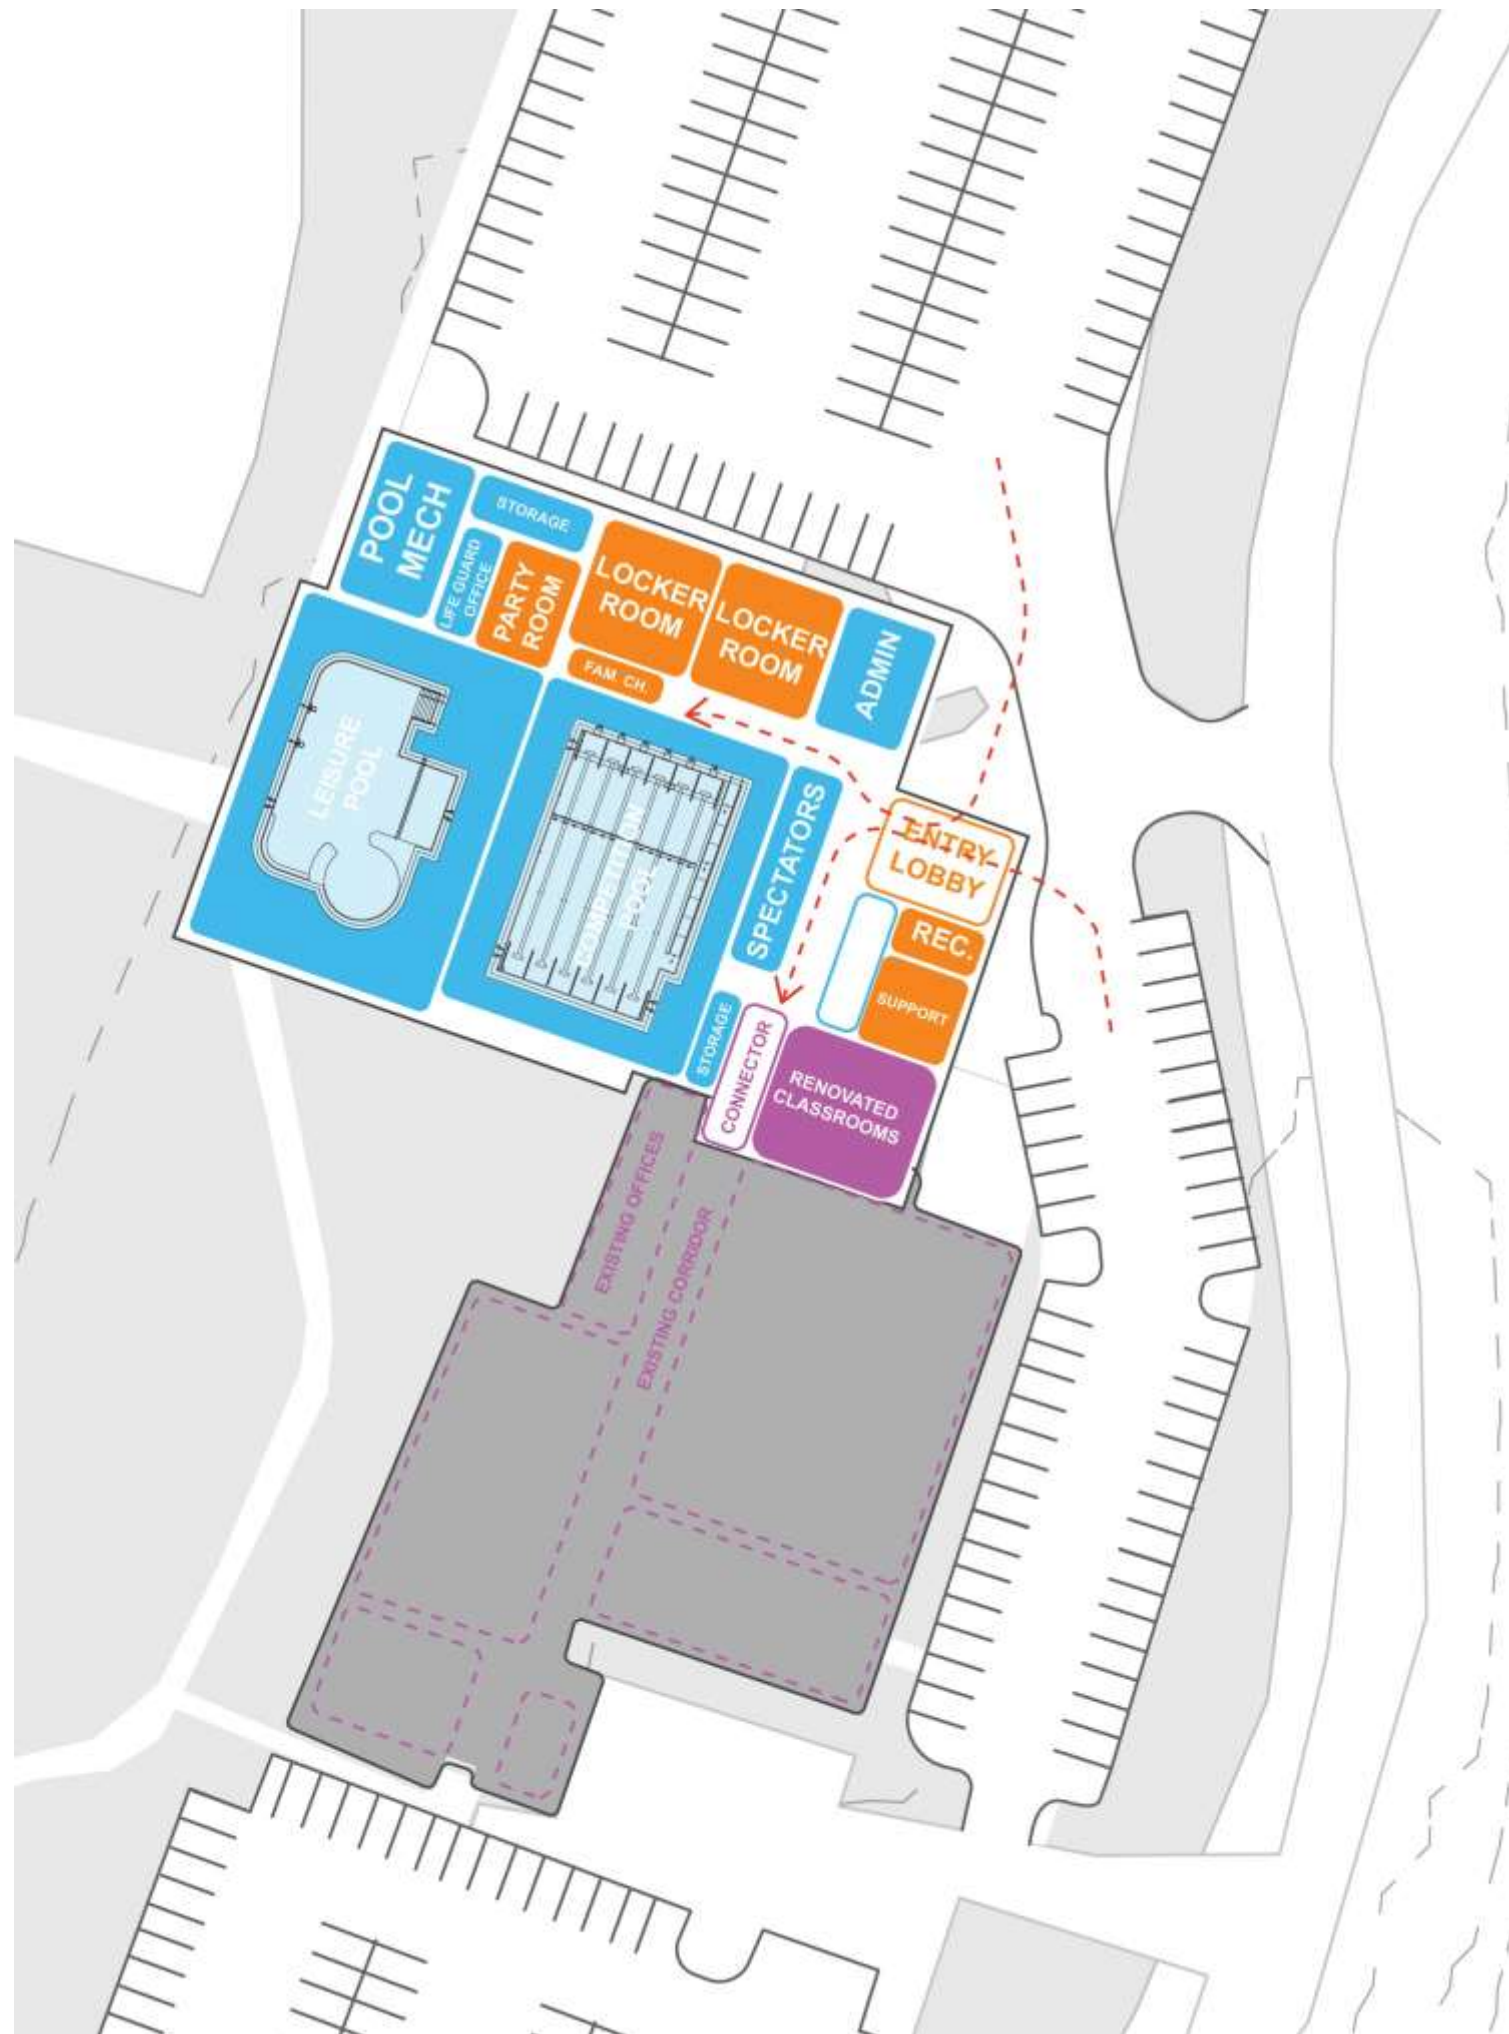 POOL
MECH
STORAGE
LIFE GUARD
OFFICE
PARTY
ROOM
LOCKER
ROOM
LOCKER
ROOM
ADMIN
FAM. CH.
LEISURE
POOL
COMPETITION
POOL
SPECTATORS
ENTRY
LOBBY
REC.
SUPPORT
STORAGE
CONNECTOR
RENOVATED
CLASSROOMS
EXISTING OFFICES
EXISTING CORRIDOR